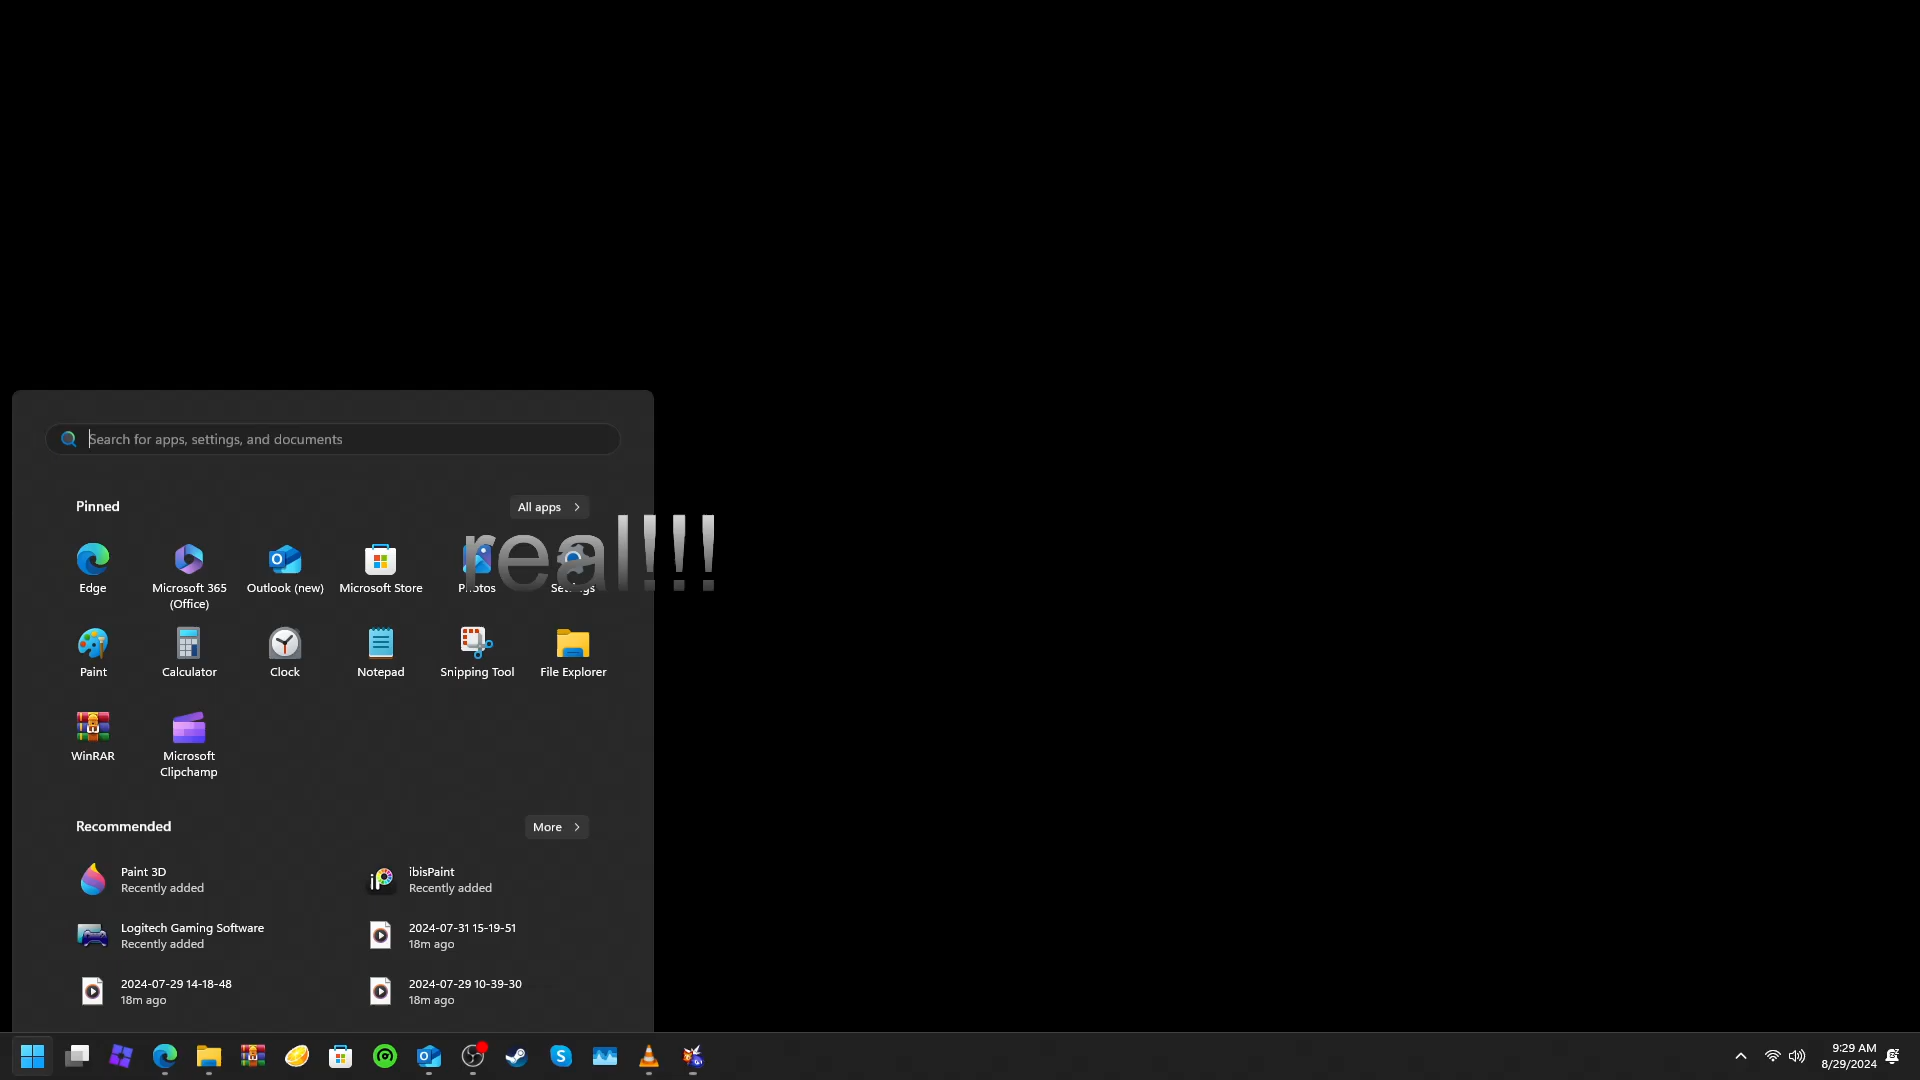 Search for apps, settings, and documents
Pinned
All apps
real!!!
Edge
Microsoft 365
(Office)
Outlook (new)
Microsoft Store
Photos
Settings
Paint
Calculator
Clock
Notepad
Snipping Tool
File Explorer
WinRAR
Microsoft
Clipchamp
Recommended
More
Paint 3D
Recently added
ibisPaint
Recently added
Logitech Gaming Software
Recently added
2024-07-31 15-19-51
18m ago
2024-07-29 14-18-48
18m ago
2024-07-29 10-39-30
18m ago
9:29 AM
8/29/2024